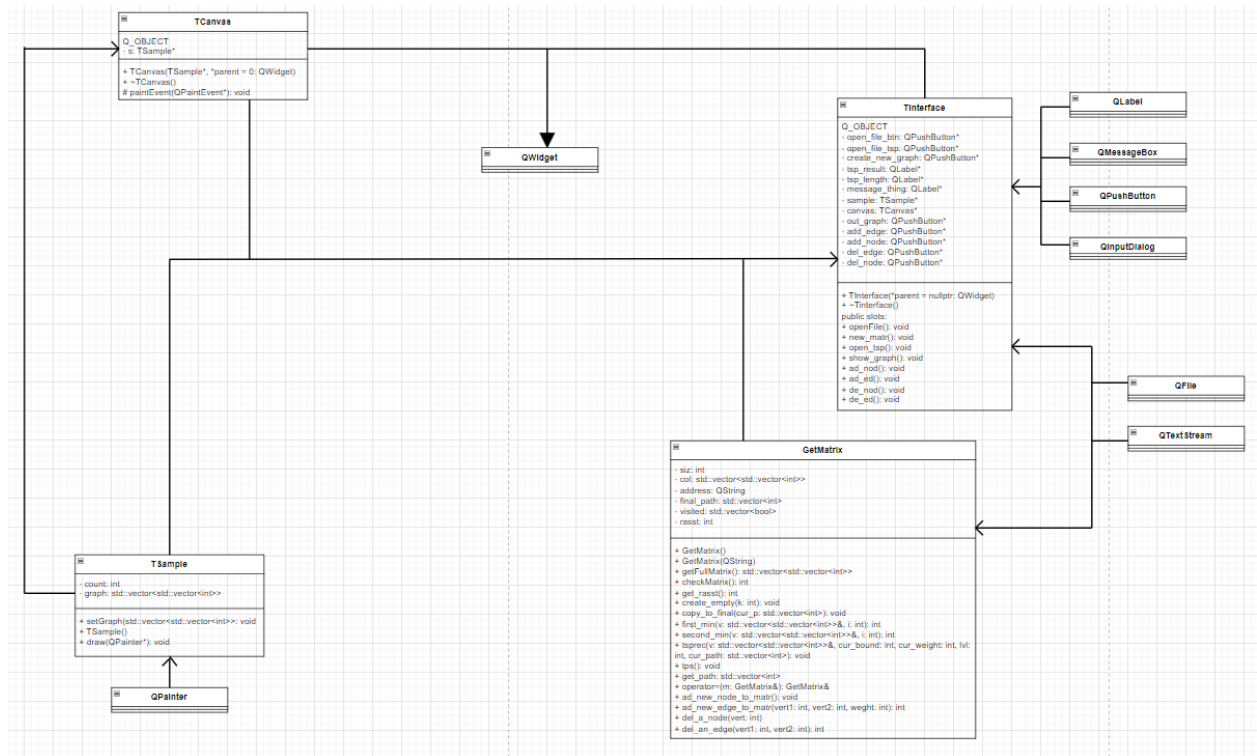 TCanvas
Q_OBJECT
- s: TSample*
+ TCanvas(TSample*, *parent = 0: QWidget)
+ ~TCanvas()
# paintEvent(QPaintEvent*): void
QWidget
TInterface
Q_OBJECT
- open_file_btn: QPushButton*
- open_file_tsp: QPushButton*
- create_new_graph: QPushButton*
- tsp_result: QLabel*
- tsp_length: QLabel*
- message_thing: QLabel*
- sample: TSample*
- canvas: TCanvas*
- out_graph: QPushButton*
- add_edge: QPushButton*
- add_node: QPushButton*
- del_edge: QPushButton*
- del_node: QPushButton*
+ TInterface(*parent = nullptr: QWidget)
+ ~Tinterface()
public slots:
+ openFile(): void
+ new_matr(): void
+ open_tsp(): void
+ show_graph(): void
+ ad_nod(): void
+ ad_ed(): void
+ de_nod(): void
+ de_ed(): void
QLabel
QMessageBox
QPushButton
QInputDialog
QFile
QTextStream
GetMatrix
- siz: int
- col: std::vector<std::vector<int>>
- address: QString
- final_path: std::vector<int>
- visited: std::vector<bool>
- rasst: int
+ GetMatrix()
+ GetMatrix(QString)
+ getFullMatrix(): std::vector<std::vector<int>>
+ checkMatrix(): int
+ get_rasst(): int
+ create_empty(k: int): void
+ copy_to_final(cur_p: std::vector<int>): void
+ first_min(v: std::vector<std::vector<int>>&, i: int): int
+ second_min(v: std::vector<std::vector<int>>&, i: int): int
+ tsprec(v: std::vector<std::vector<int>>&, cur_bound: int, cur_weight: int, lvl:
int, cur_path: std::vector<int>): void
+ tps(): void
+ get_path: std::vector<int>
+ operator=(m: GetMatrix&): GetMatrix&
+ ad_new_node_to_matr(): void
+ ad_new_edge_to_matr(vert1: int, vert2: int, weght: int): int
+ del_a_node(vert: int)
+ del_an_edge(vert1: int, vert2: int): int
TSample
- count: int
- graph: std::vector<std::vector<int>>
+ setGraph(std::vector<std::vector<int>>: void
+ TSample()
+ draw(QPainter*): void
QPainter